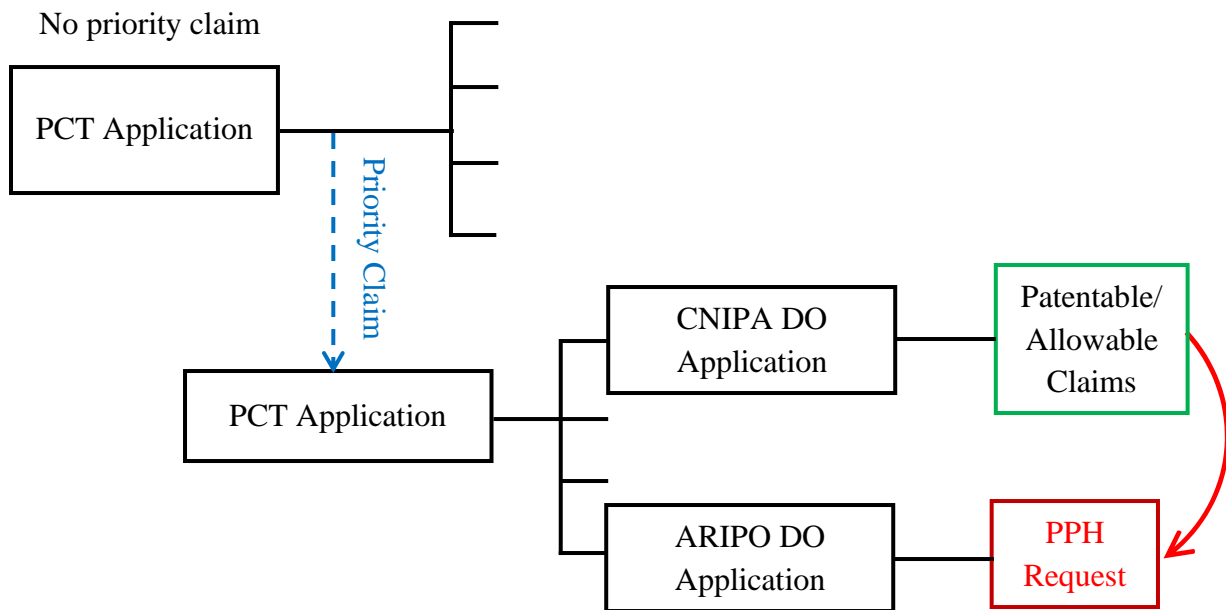 No priority claim
PCT Application
Priority Claim
CNIPA DO
Application
Patentable/
Allowable
Claims
PCT Application
ARIPO DO
Application
PPH
Request